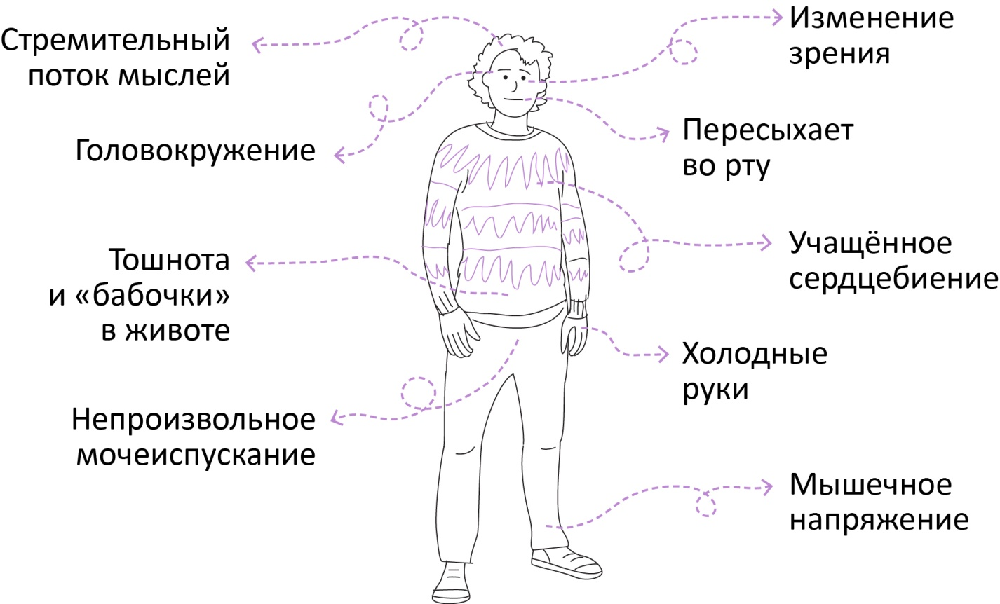 Стремительный
поток мыслей
Изменение
зрения
Головокружение
Пересыхает
во рту
Тошнота
и «бабочки»
в животе
Учащённое
сердцебиение
Холодные
руки
Непроизвольное
мочеиспускание
Мышечное
напряжение